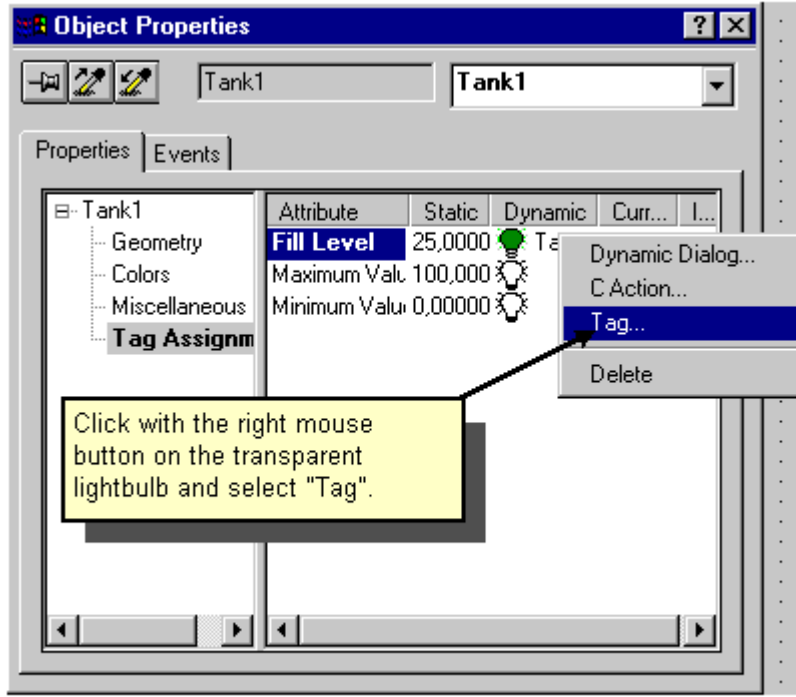 Object Properties
Tank1 Tank1
Properties Events
Tank1
Geometry
Colors
Miscellaneous
Tag Assignm
Attribute Static Dynamic Curr... I...
Fill Level 25,0000 Ta
Maximum Valu 100,000
Minimum Valu 0,00000
Dynamic Dialog...
C Action...
Tag...
Delete
Click with the right mouse
button on the transparent
lightbulb and select "Tag".